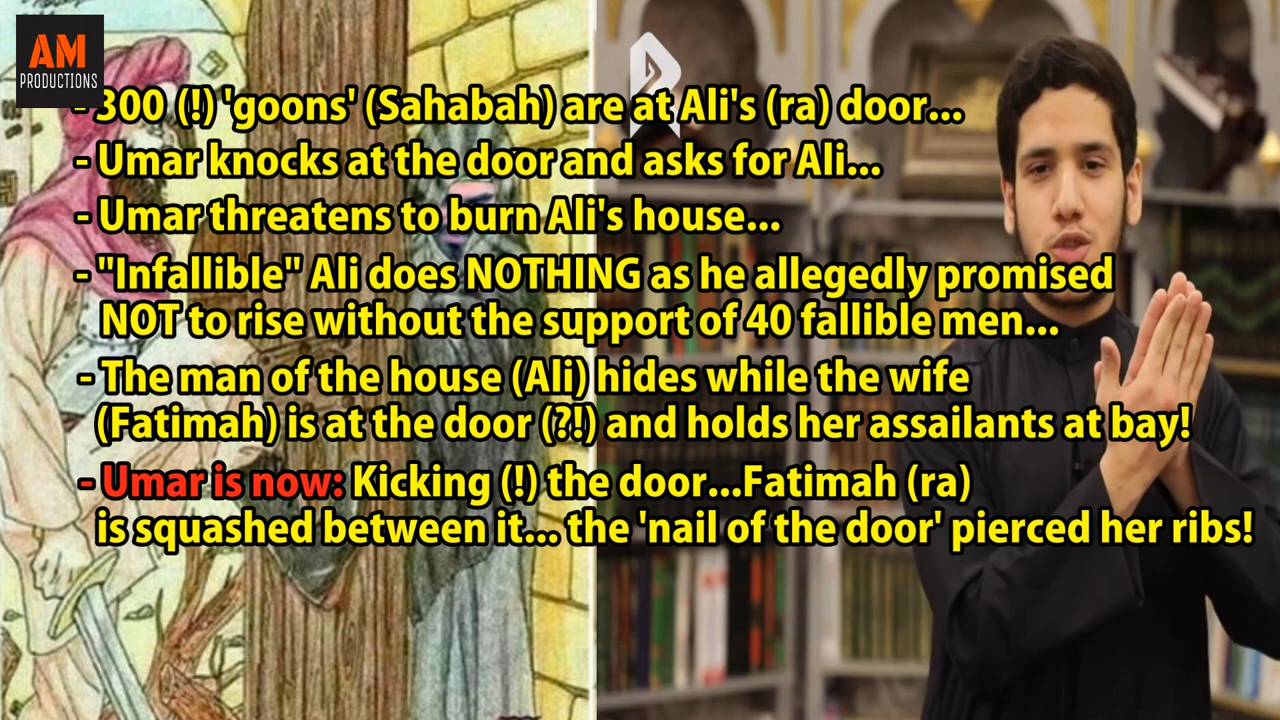 AM
PRODUCTIONS
- 300 (!) 'goons' (Sahabah) are at Ali's (ra) door...
- Umar knocks at the door and asks for Ali...
- Umar threatens to burn Ali's house...
- "Infallible" Ali does NOTHING as he allegedly promised
NOT to rise without the support of 40 fallible men...
- The man of the house (Ali) hides while the wife
(Fatimah) is at the door (?!) and holds her assailants at bay!
- Umar is now: Kicking (!) the door...Fatimah (ra)
is squashed between it... the 'nail of the door' pierced her ribs!